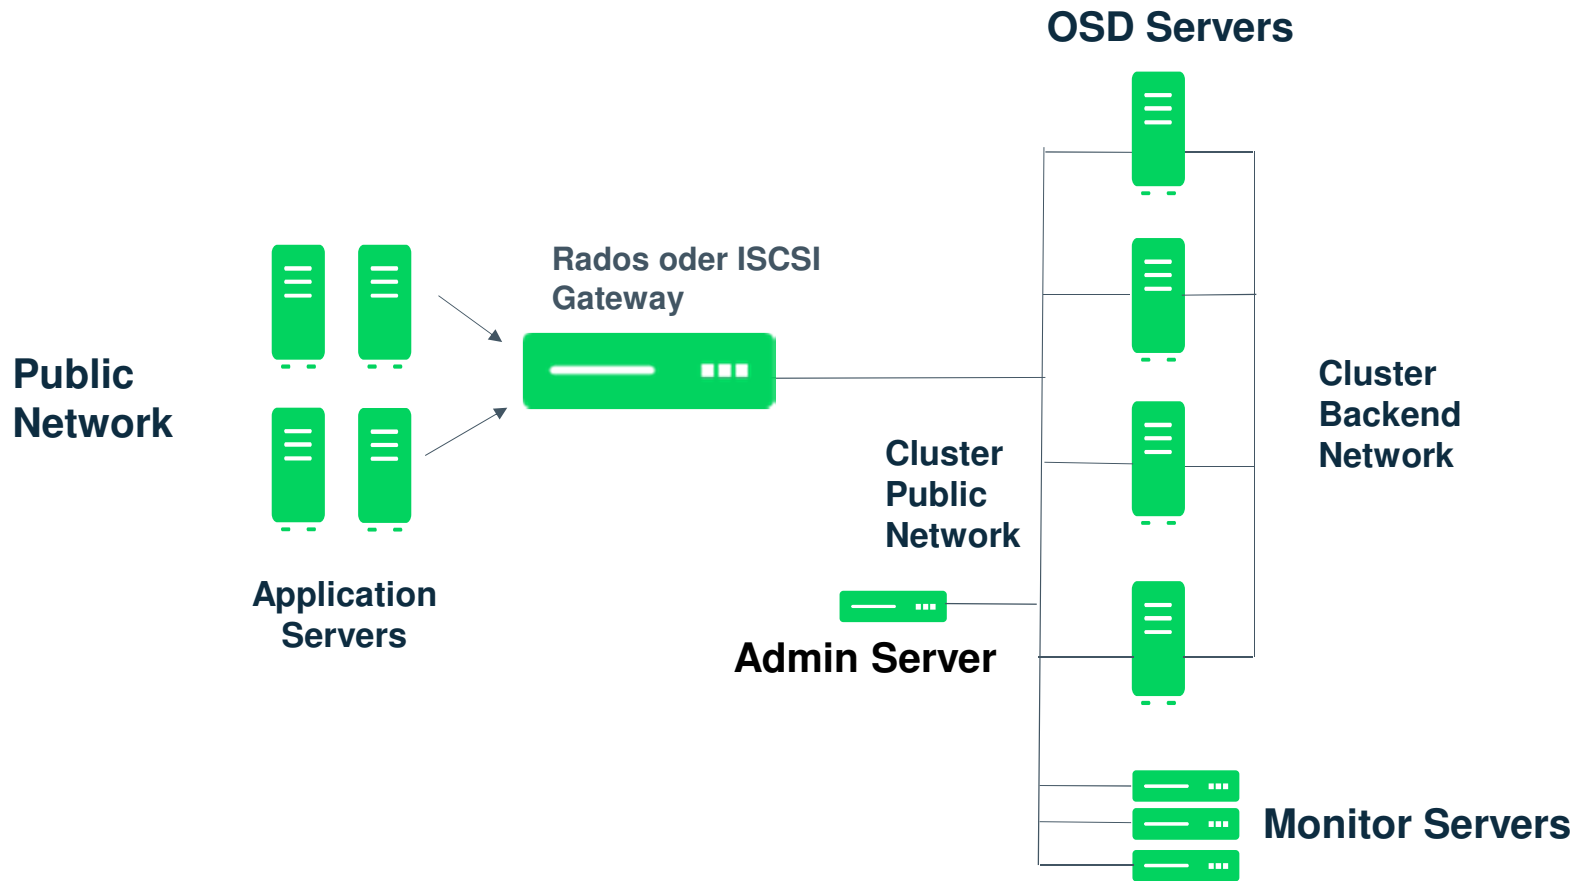 OSD Servers
Rados oder ISCSI
Gateway
Public
Network
Cluster
Backend
Network
Cluster
Public
Network
Application
Servers
Admin Server
Monitor Servers